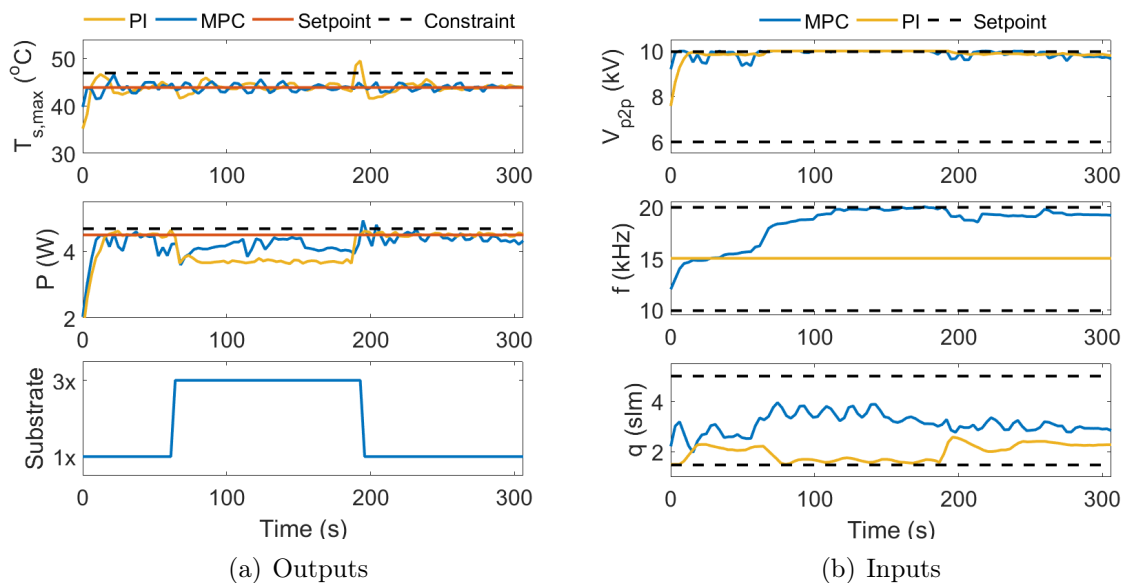 PI MPC Setpoint Constraint
50
40
30
T_s,max (°C)
0 100 200 300
4
2
P (W)
0 100 200 300
3x
1x
Substrate
0 100 200 300
Time (s)
(a) Outputs
MPC PI Setpoint
10
8
6
V_p2p (kV)
0 100 200 300
20
15
10
f (kHz)
0 100 200 300
4
2
q (slm)
0 100 200 300
Time (s)
(b) Inputs